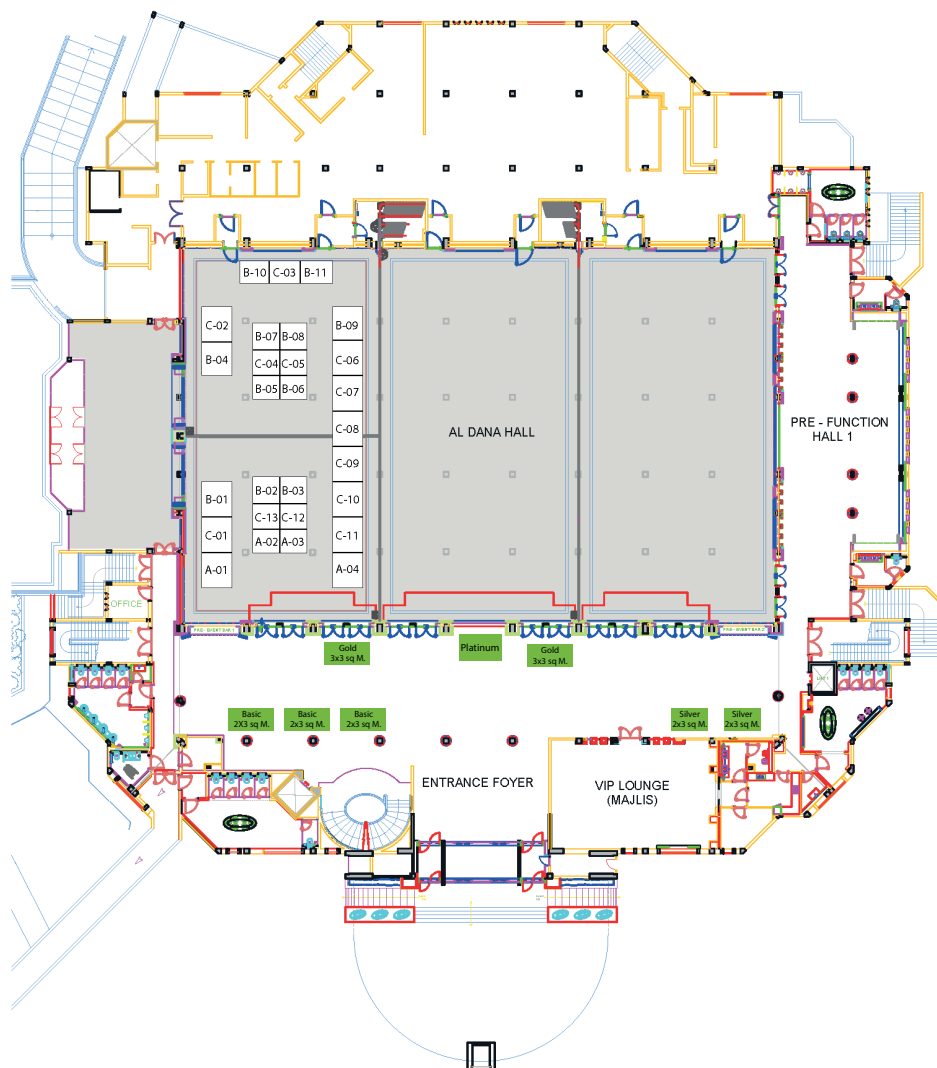 B-10 C-03 B-11
C-02
B-04
B-07 B-08
C-04 C-05
B-05 B-06
B-09
C-06
C-07
C-08
C-09
C-10
C-11
A-04
B-01
C-01
A-01
B-02 B-03
C-13 C-12
A-02 A-03
AL DANA HALL
PRE - FUNCTION
HALL 1
OFFICE
Gold
3x3 sq M.
Platinum
Gold
3x3 sq M.
Basic
2X3 sq M.
Basic
2x3 sq M.
Basic
2x3 sq M.
Silver
2x3 sq M.
Silver
2x3 sq M.
ENTRANCE FOYER
VIP LOUNGE
(MAJLIS)